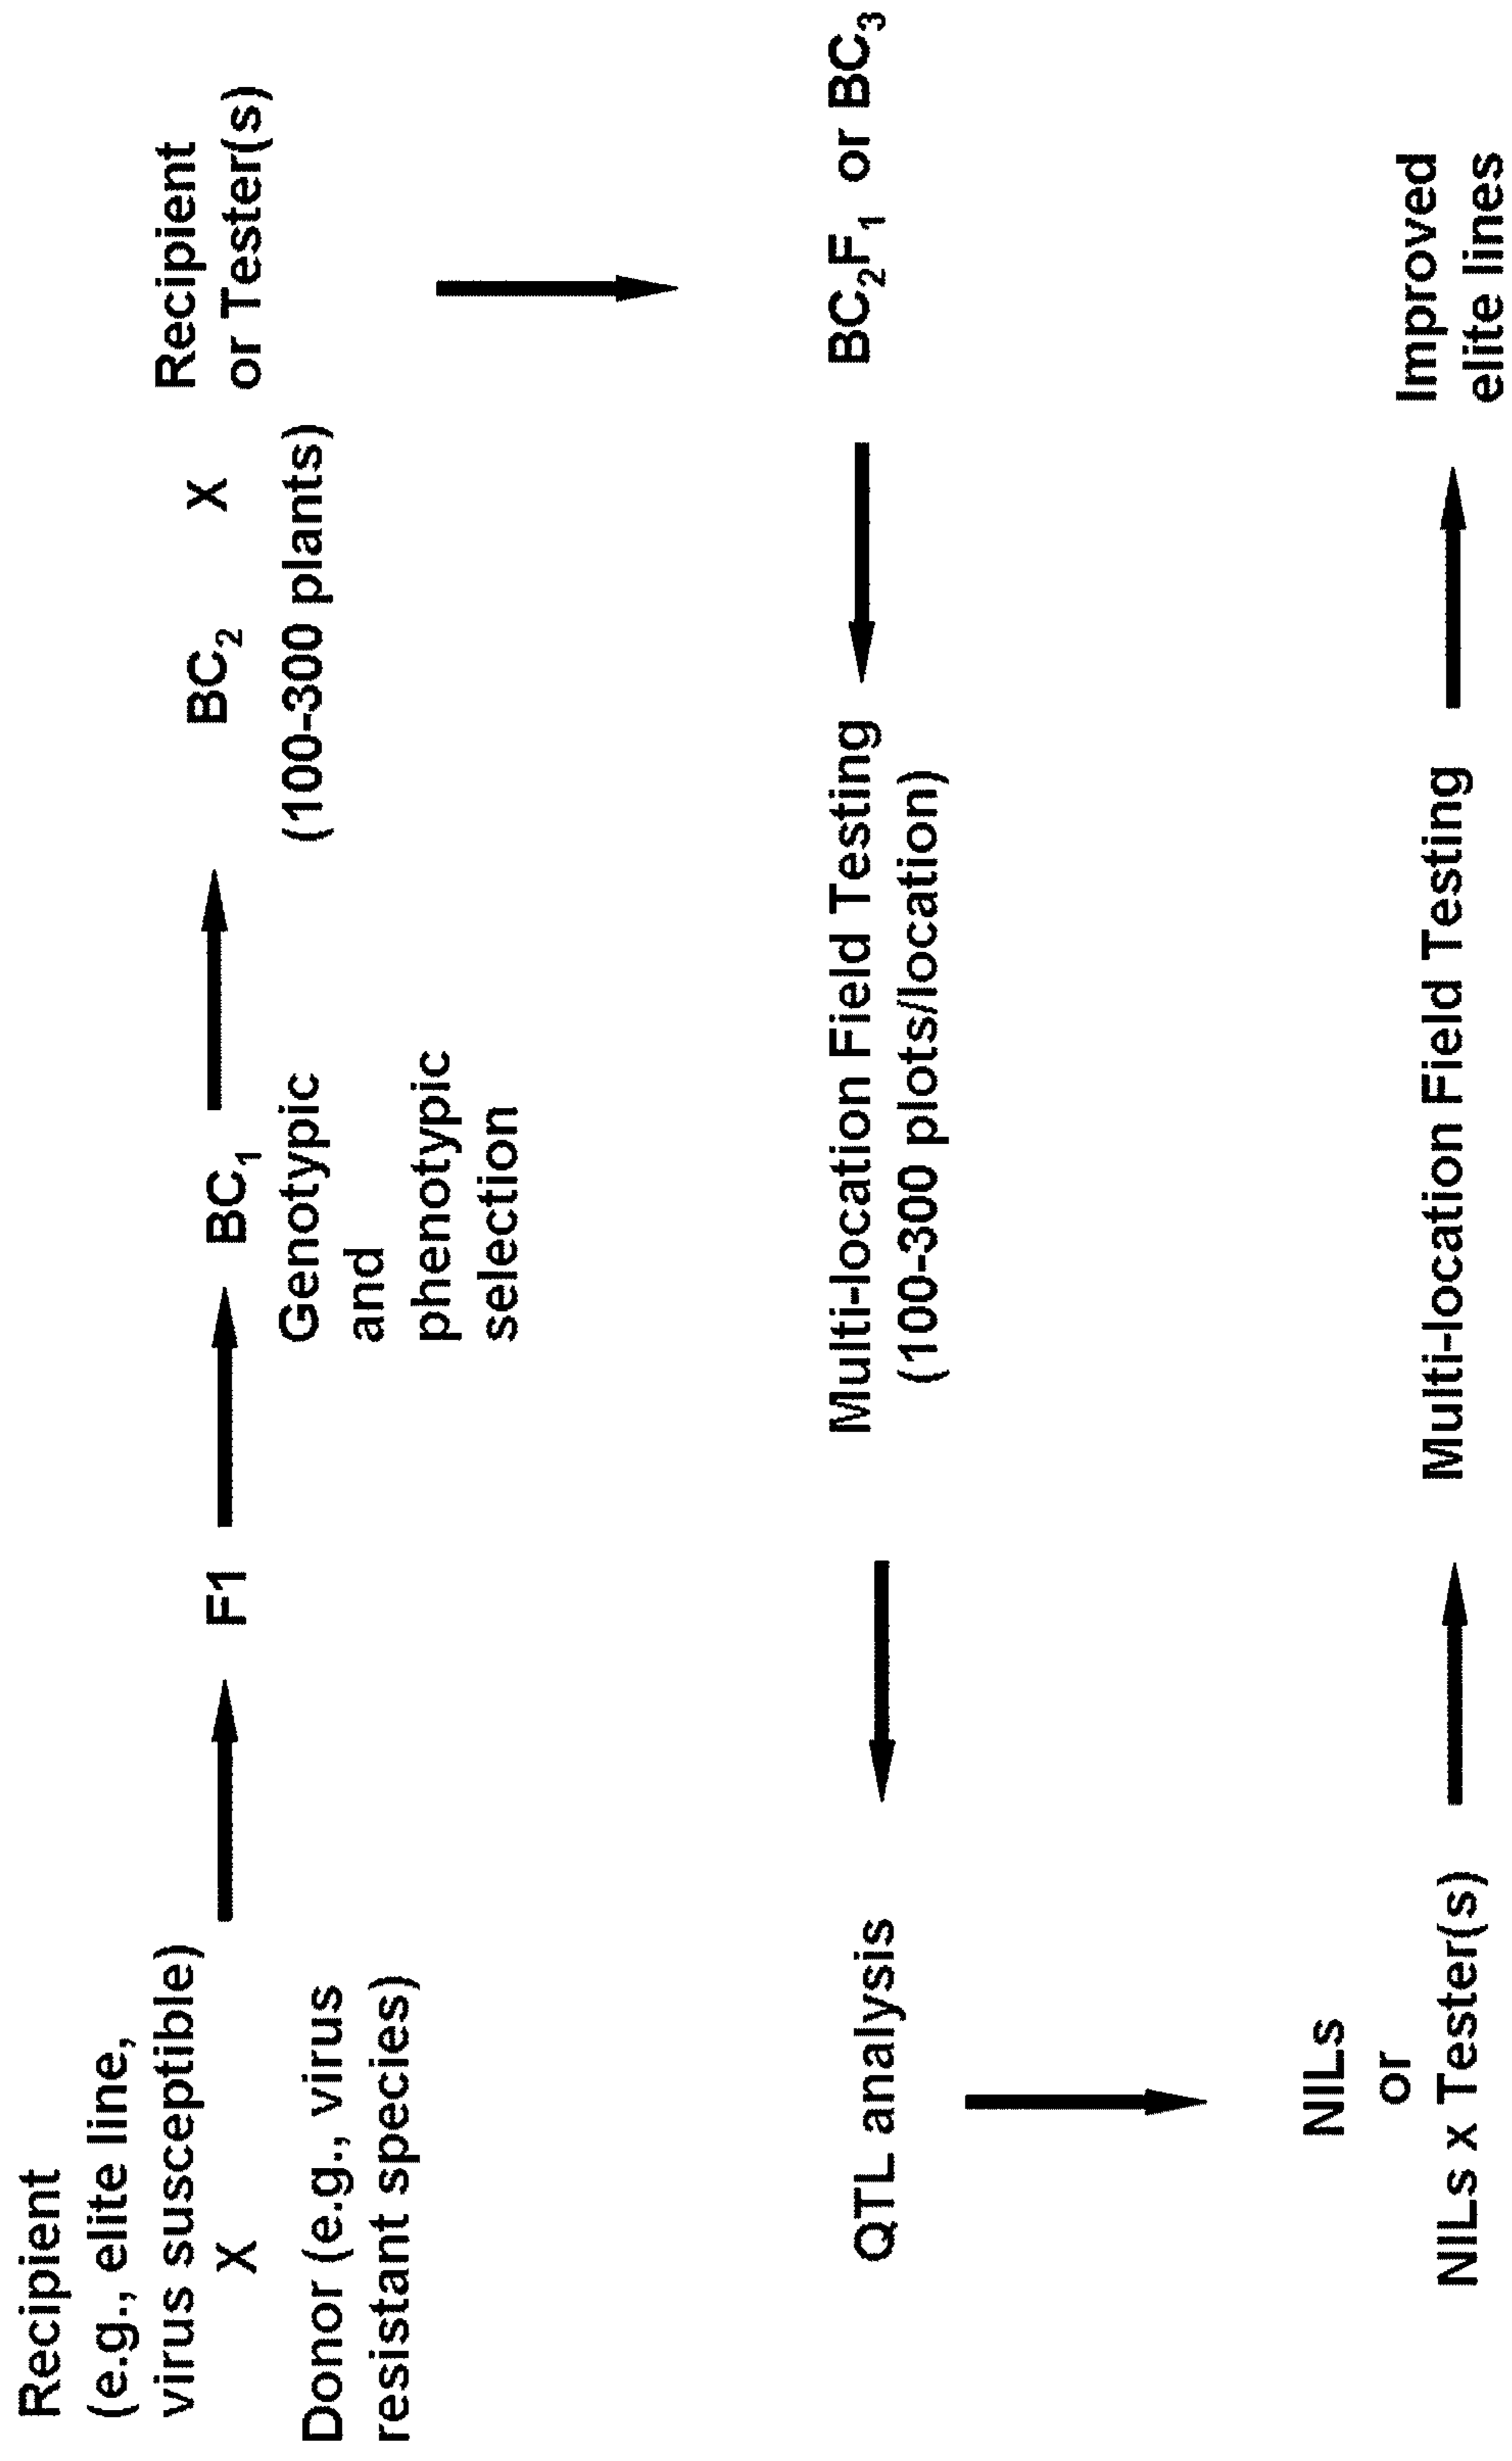 Recipient
(e.g., elite line,
virus susceptible)
X
Donor (e.g., virus
resistant species)
F1
BC₁
Genotypic
and
phenotypic
selection
BC₂ X
(100-300 plants)
Recipient
or Tester(s)
BC₂F₁ or BC₃
Multi-location Field Testing
(100-300 plots/location)
QTL analysis
NILs
or
NILs x Tester(s)
Multi-location Field Testing
Improved
elite lines